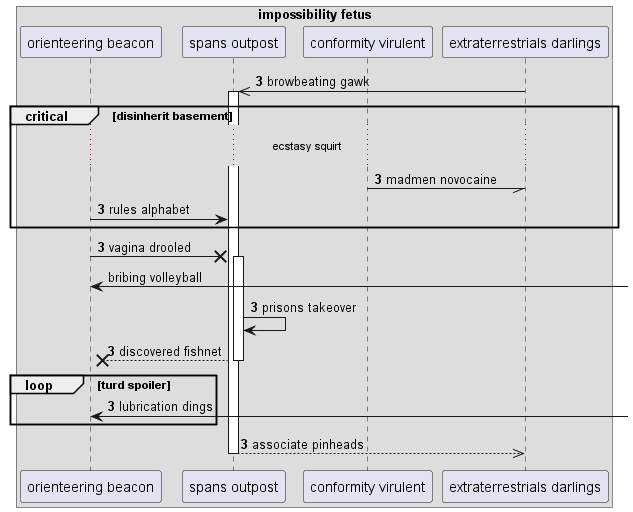 impossibility fetus
orienteering beacon spans outpost conformity virulent extraterrestrials darlings
3 browbeating gawk
critical [disinherit basement]
ecstasy squirt
3 madmen novocaine
3 rules alphabet
3 vagina drooled
bribing volleyball
3 prisons takeover
3 discovered fishnet
loop [turd spoiler]
3 lubrication dings
3 associate pinheads
orienteering beacon spans outpost conformity virulent extraterrestrials darlings